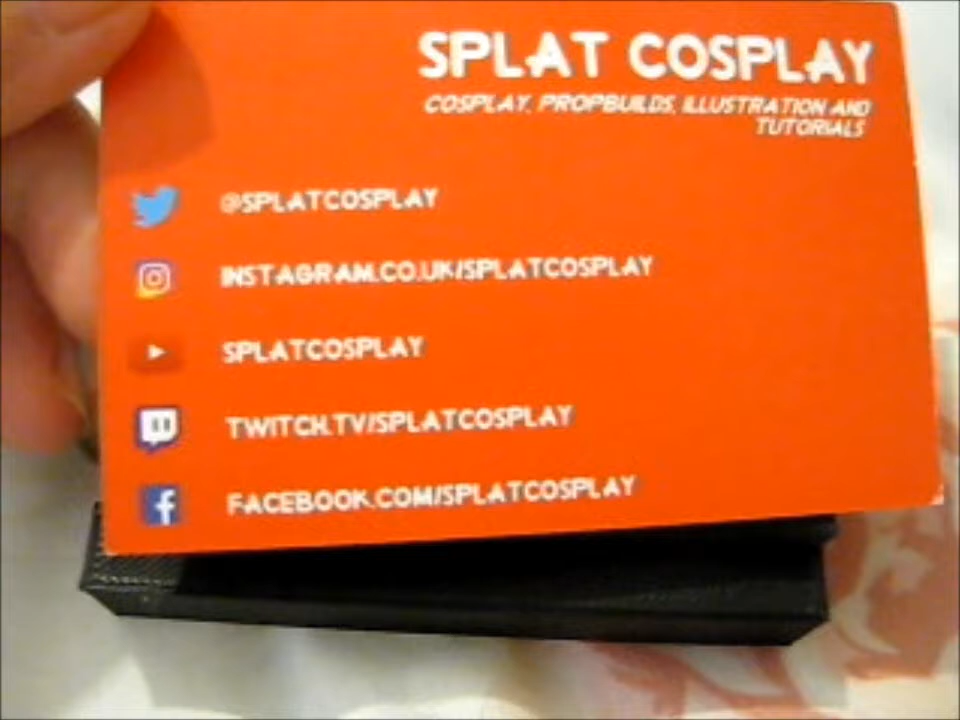 SPLAT COSPLAY
COSPLAY, PROPBUILDS, ILLUSTRATION AND
TUTORIALS
@SPLATCOSPLAY
INSTAGRAM.CO.UK/SPLATCOSPLAY
SPLATCOSPLAY
TWITCH.TV/SPLATCOSPLAY
FACEBOOK.COM/SPLATCOSPLAY